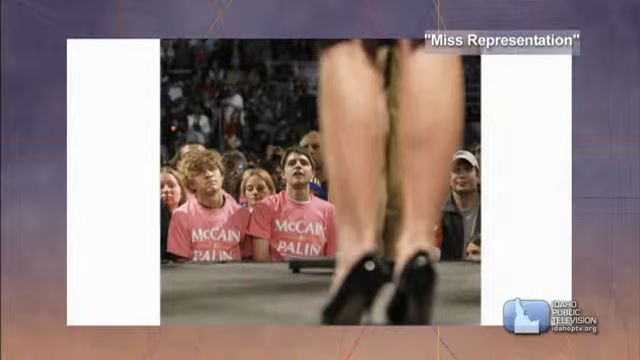 "Miss Representation"
McCAIN
PALIN
McCAIN
PALIN
IDAHO
PUBLIC
TELEVISION
idahoptv.org